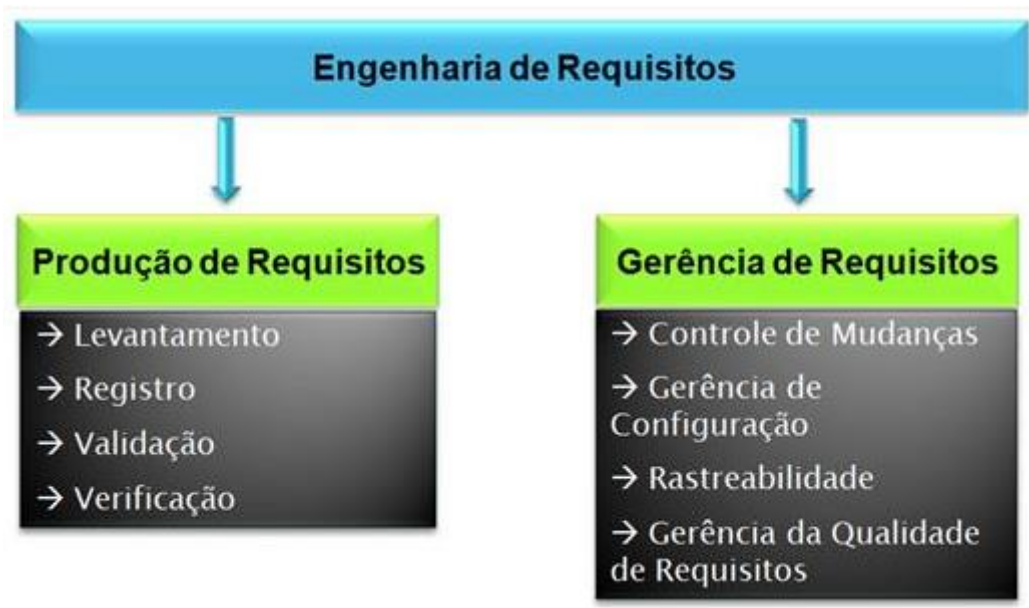 Engenharia de Requisitos
Produção de Requisitos
→ Levantamento
→ Registro
→ Validação
→ Verificação
Gerência de Requisitos
→ Controle de Mudanças
→ Gerência de
Configuração
→ Rastreabilidade
→ Gerência da Qualidade
de Requisitos